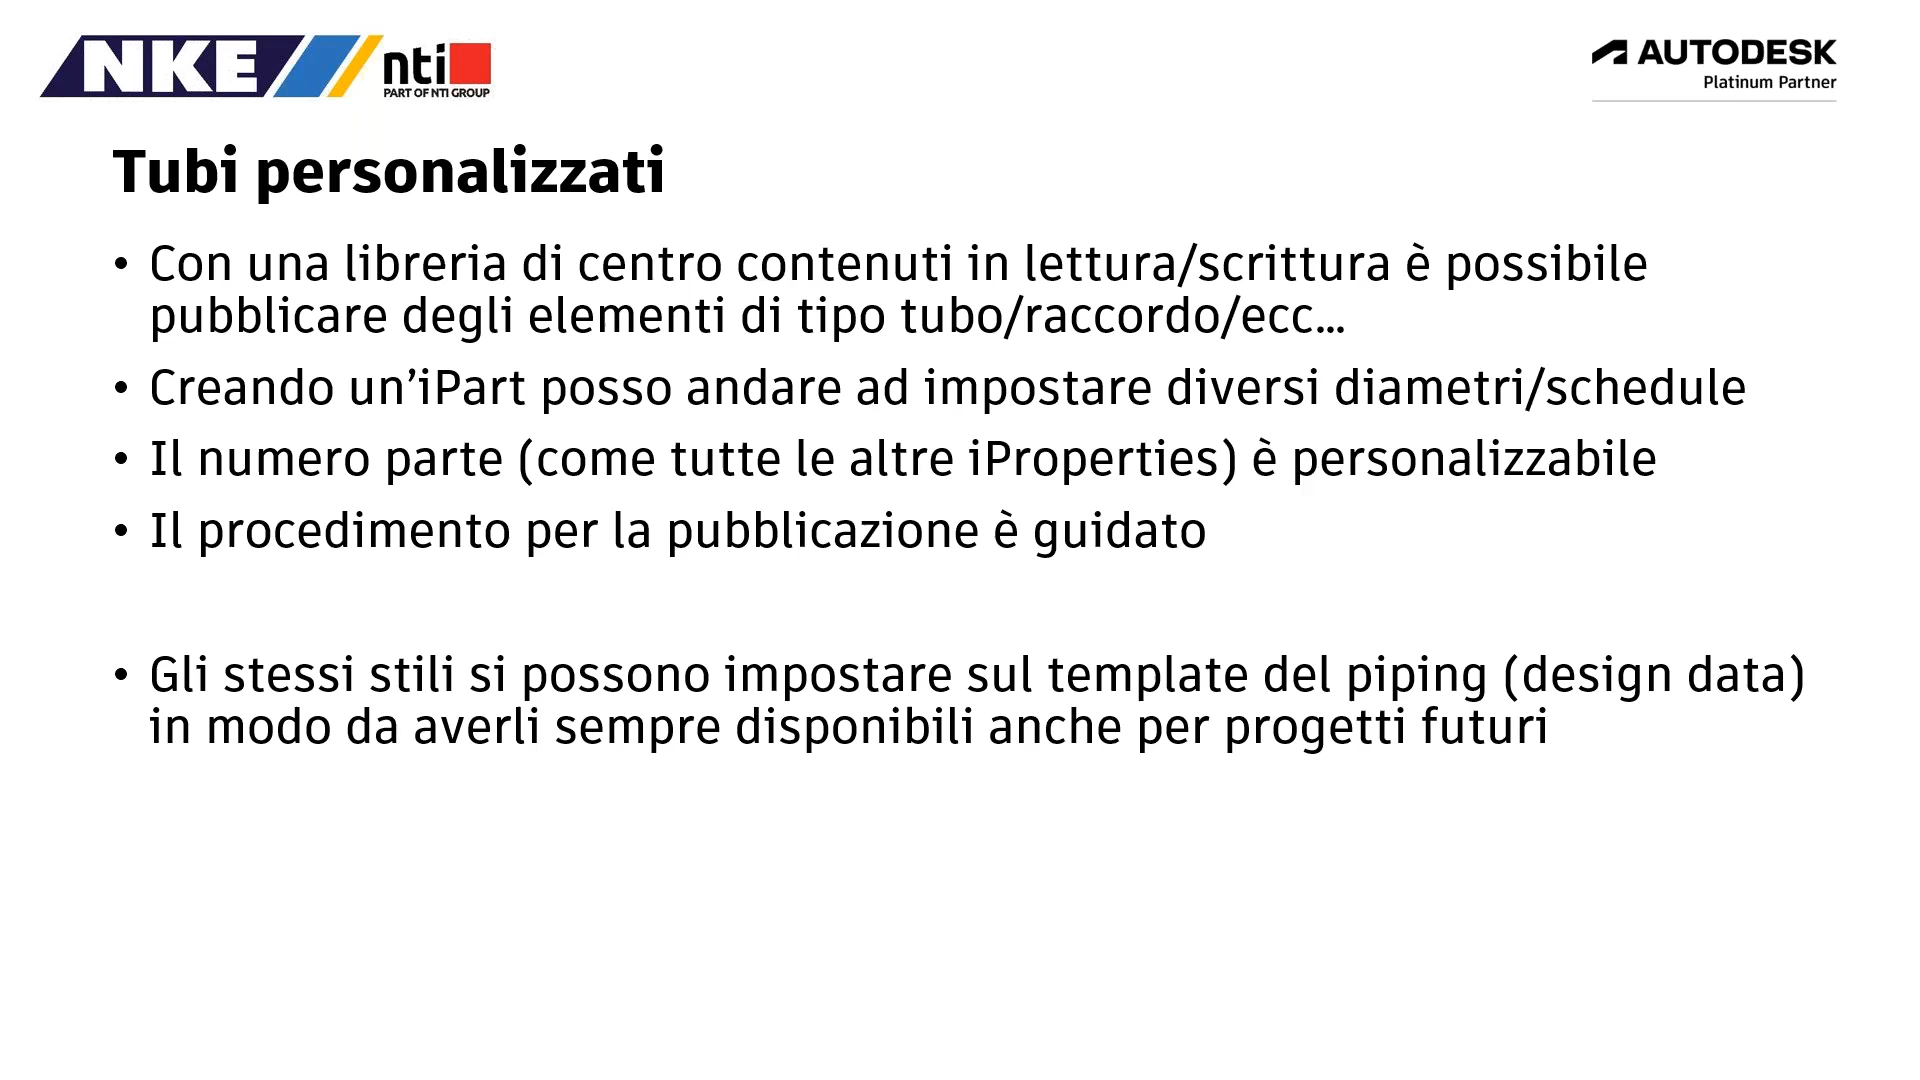 NKE nti
PART OF NTI GROUP
AUTODESK
Platinum Partner
Tubi personalizzati
• Con una libreria di centro contenuti in lettura/scrittura è possibile
pubblicare degli elementi di tipo tubo/raccordo/ecc…
• Creando un’iPart posso andare ad impostare diversi diametri/schedule
• Il numero parte (come tutte le altre iProperties) è personalizzabile
• Il procedimento per la pubblicazione è guidato
• Gli stessi stili si possono impostare sul template del piping (design data)
in modo da averli sempre disponibili anche per progetti futuri